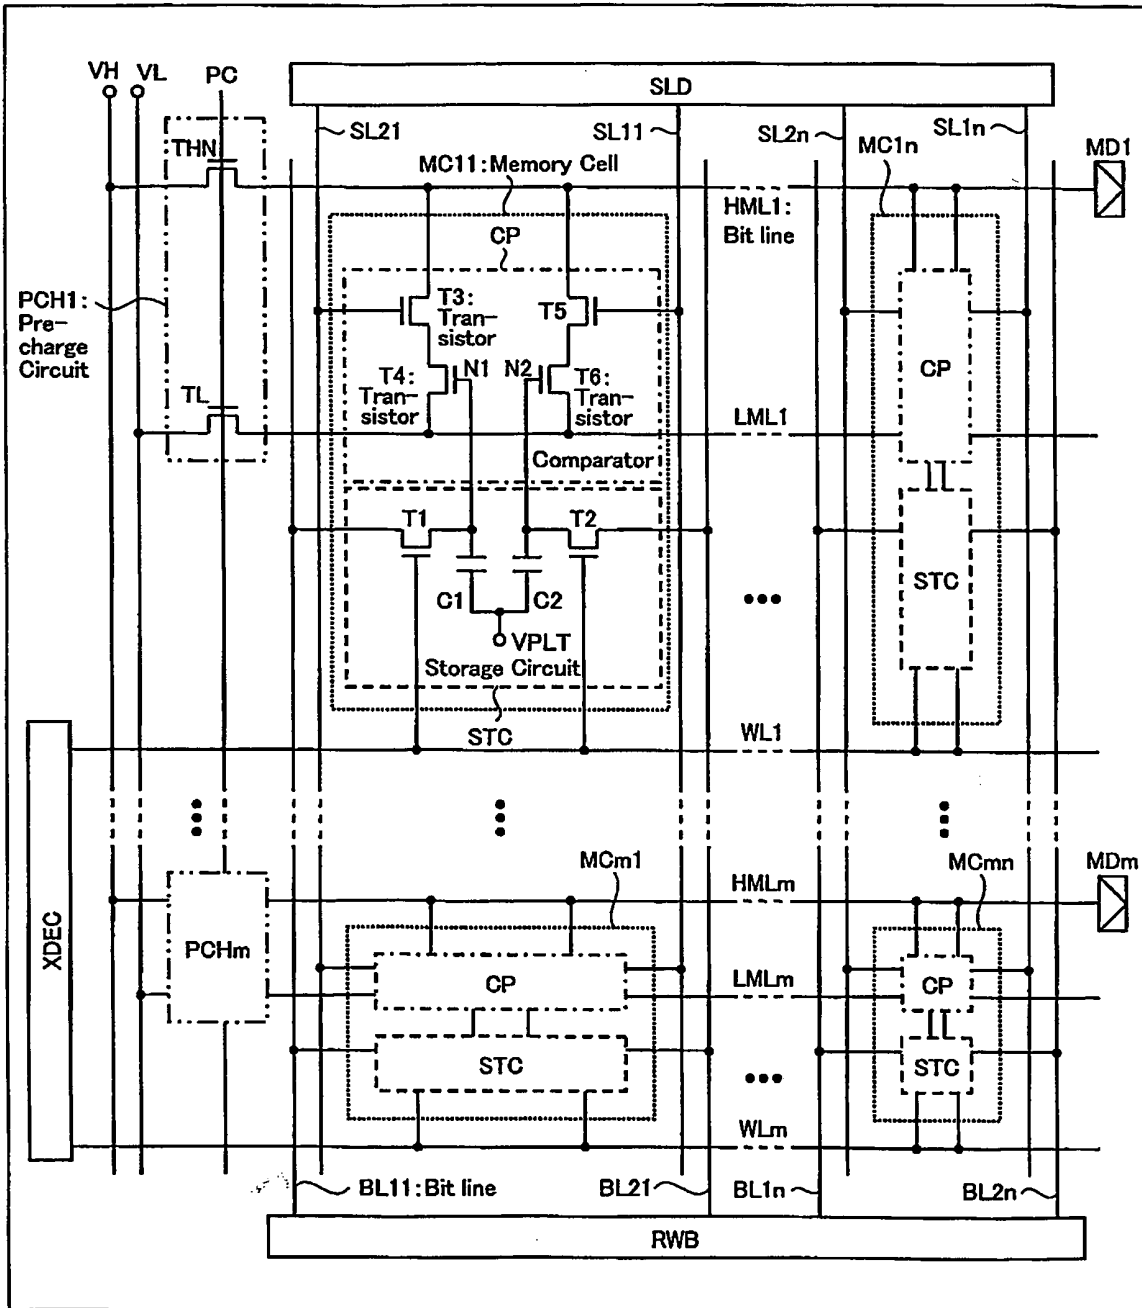 VH VL PC
SLD
SL21
SL11
SL2n
SL1n
THN
MC11:Memory Cell
MC1n
MD1
CP
HML1:
Bit line
PCH1:
Pre-
charge
Circuit
T3:
Tran-
sistor
T5
N1
N2
T4:
Tran-
sistor
T6:
Tran-
sistor
CP
TL
LML1
Comparator
T1
T2
STC
C1
C2
VPLT
Storage Circuit
STC
WL1
MCm1
MCmn
MDm
HMLm
XDEC
PCHm
CP
LMLm
CP
STC
STC
WLm
BL11:Bit line
BL21
BL1n
BL2n
RWB